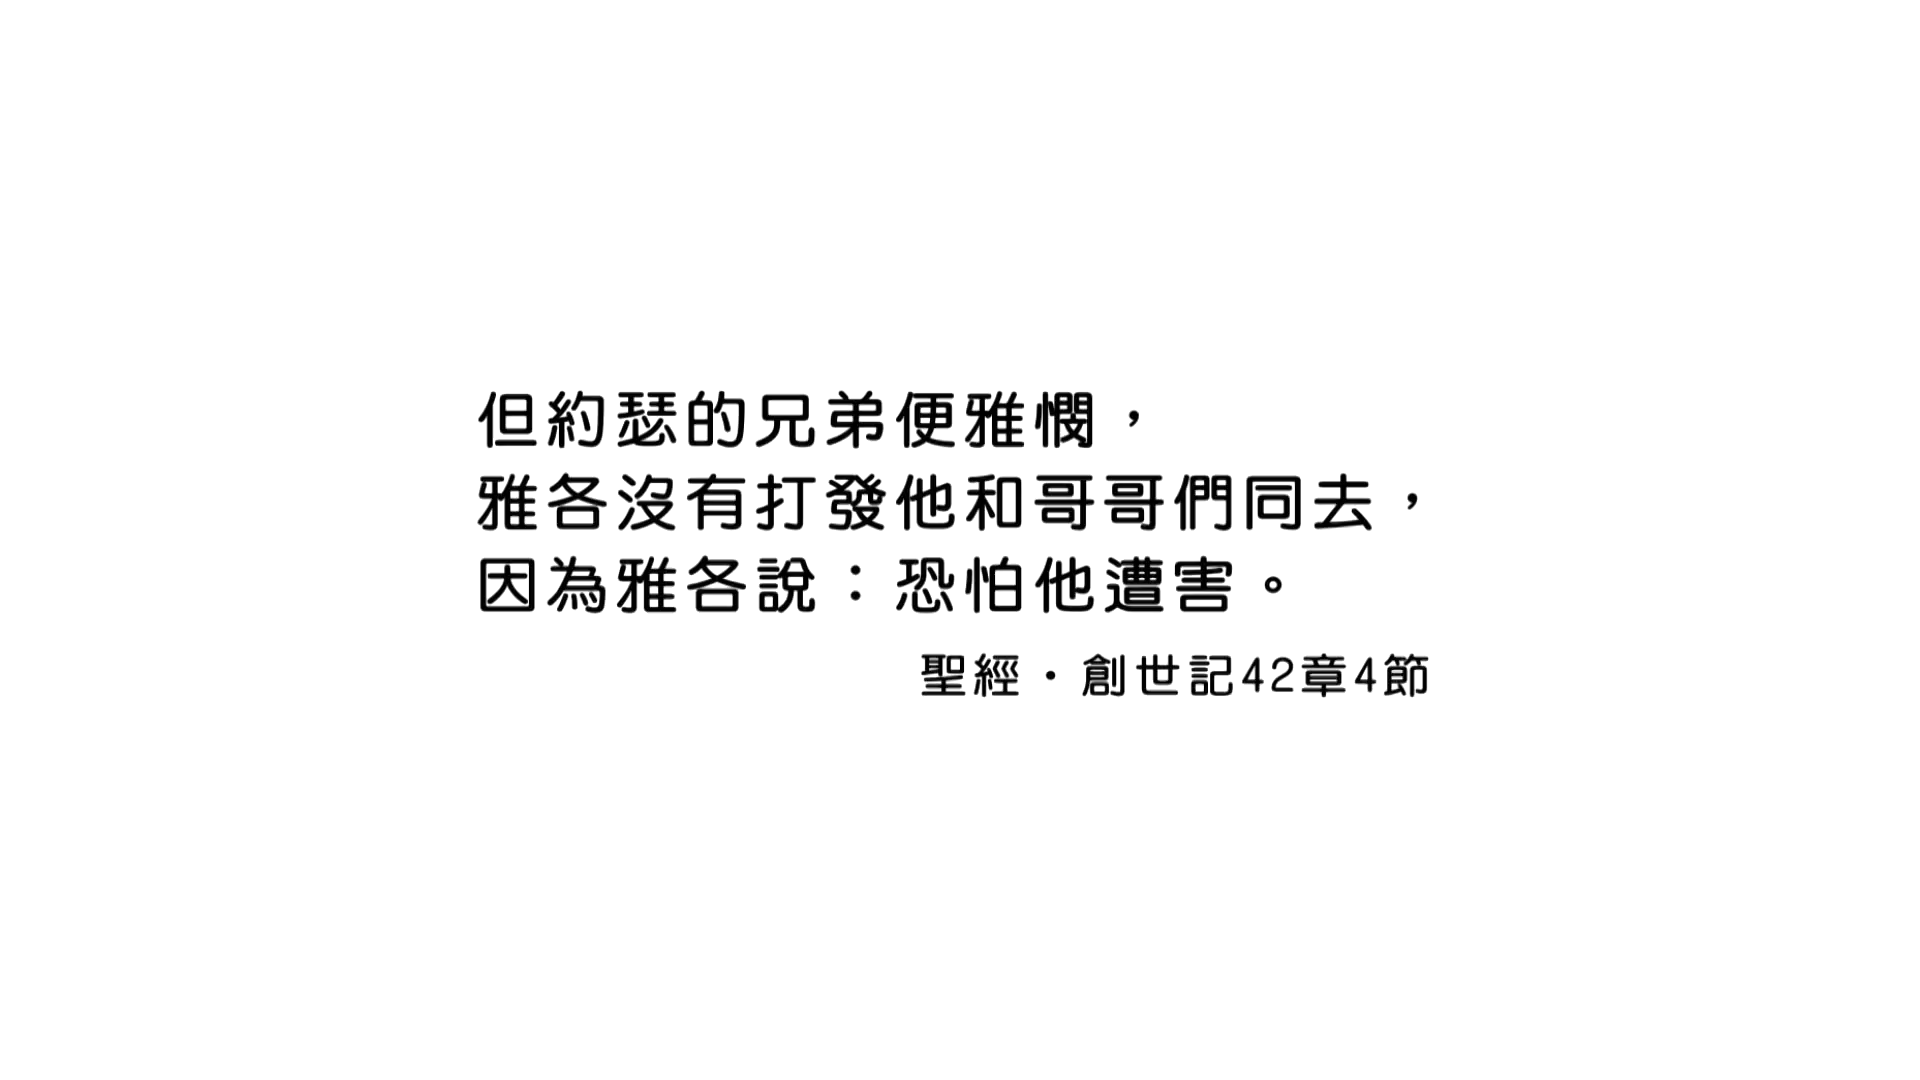 但約瑟的兄弟便雅憫，
雅各沒有打發他和哥哥們同去，
因為雅各說：恐怕他遭害。
聖經・創世記42章4節